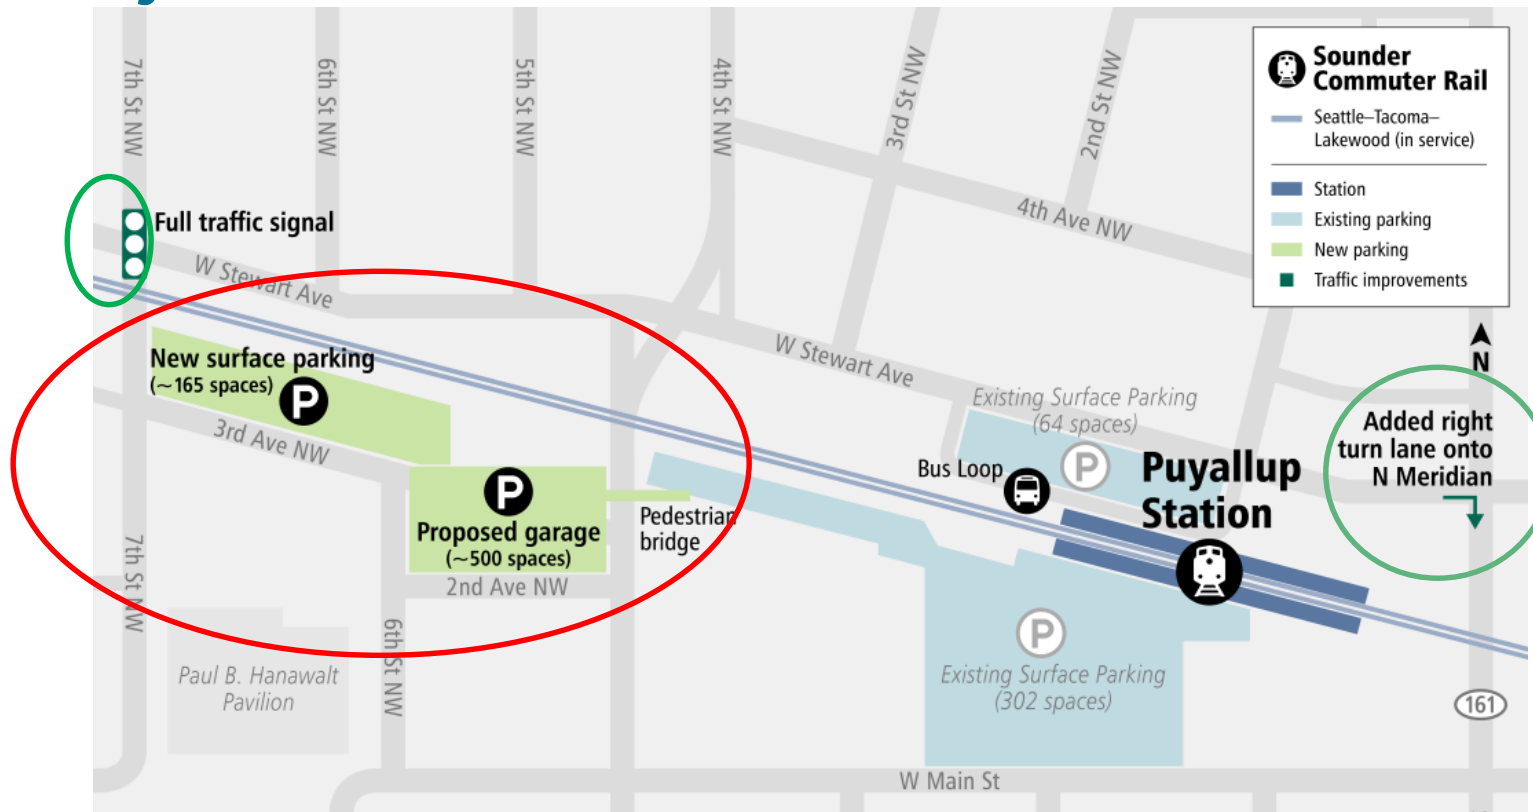 7th St NW
6th St NW
5th St NW
4th St NW
3rd St NW
2nd St NW
Sounder
Commuter Rail
Seattle–Tacoma–
Lakewood (in service)
Station
Existing parking
New parking
Traffic improvements
Full traffic signal
W Stewart Ave
4th Ave NW
N
New surface parking
(~165 spaces)
P
3rd Ave NW
W Stewart Ave
Existing Surface Parking
(64 spaces)
P
Added right
turn lane onto
N Meridian
Bus Loop
Puyallup
Station
P
Proposed garage
(~500 spaces)
Pedestrian
bridge
7th St NW
2nd Ave NW
6th St NW
Paul B. Hanawalt
Pavilion
P
Existing Surface Parking
(302 spaces)
161
W Main St